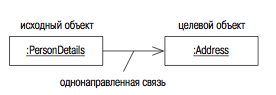 исходный объект
целевой объект
:PersonDetails
:Address
однонаправленная связь